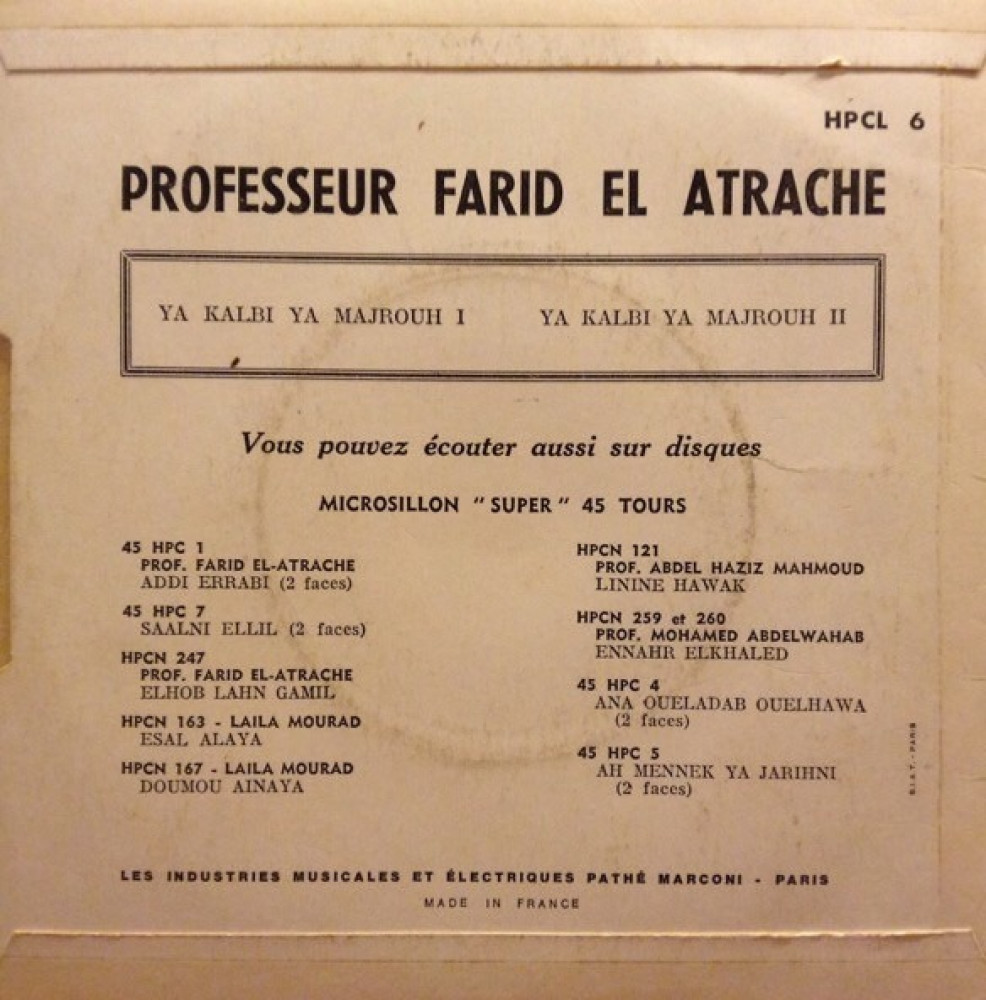 HPCL 6
PROFESSEUR FARID EL ATRACHE
YA KALBI YA MAJROUH I YA KALBI YA MAJROUH II
Vous pouvez écouter aussi sur disques
MICROSILLON "SUPER" 45 TOURS
45 HPC 1
PROF. FARID EL-ATRACHE
ADDI ERRABI (2 faces)
45 HPC 7
SAALNI ELLIL (2 faces)
HPCN 247
PROF. FARID EL-ATRACHE
ELHOB LAHN GAMIL
HPCN 163 - LAILA MOURAD
ESAL ALAYA
HPCN 167 - LAILA MOURAD
DOUMOU AINAYA
HPCN 121
PROF. ABDEL HAZIZ MAHMOUD
LININE HAWAK
HPCN 259 et 260
PROF. MOHAMED ABDELWAHAB
ENNAHR ELKHALED
45 HPC 4
ANA OUELADAB OUELHAWA
(2 faces)
45 HPC 5
AH MENNEK YA JARIHNI
(2 faces)
LES INDUSTRIES MUSICALES ET ÉLECTRIQUES PATHÉ MARCONI - PARIS
MADE IN FRANCE